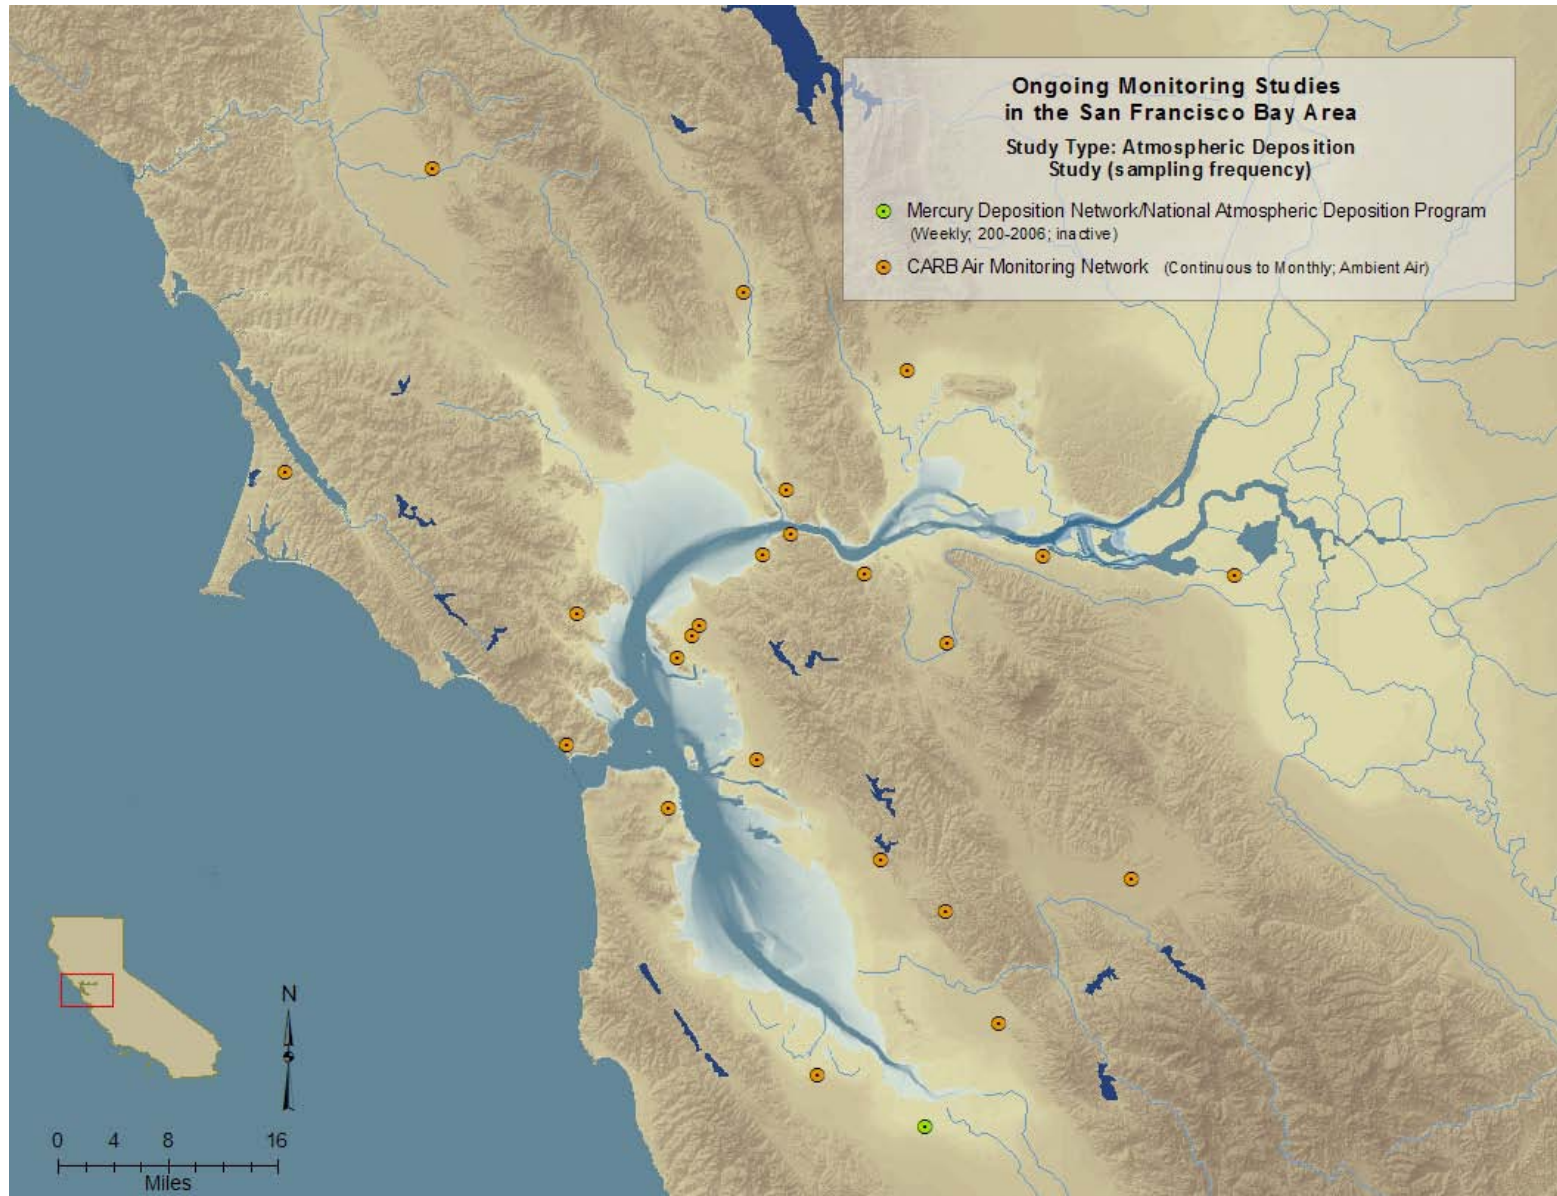 Ongoing Monitoring Studies
in the San Francisco Bay Area
Study Type: Atmospheric Deposition
Study (sampling frequency)
Mercury Deposition Network/National Atmospheric Deposition Program
(Weekly; 200-2006; inactive)
CARB Air Monitoring Network (Continuous to Monthly; Ambient Air)
N
0 4 8 16
Miles